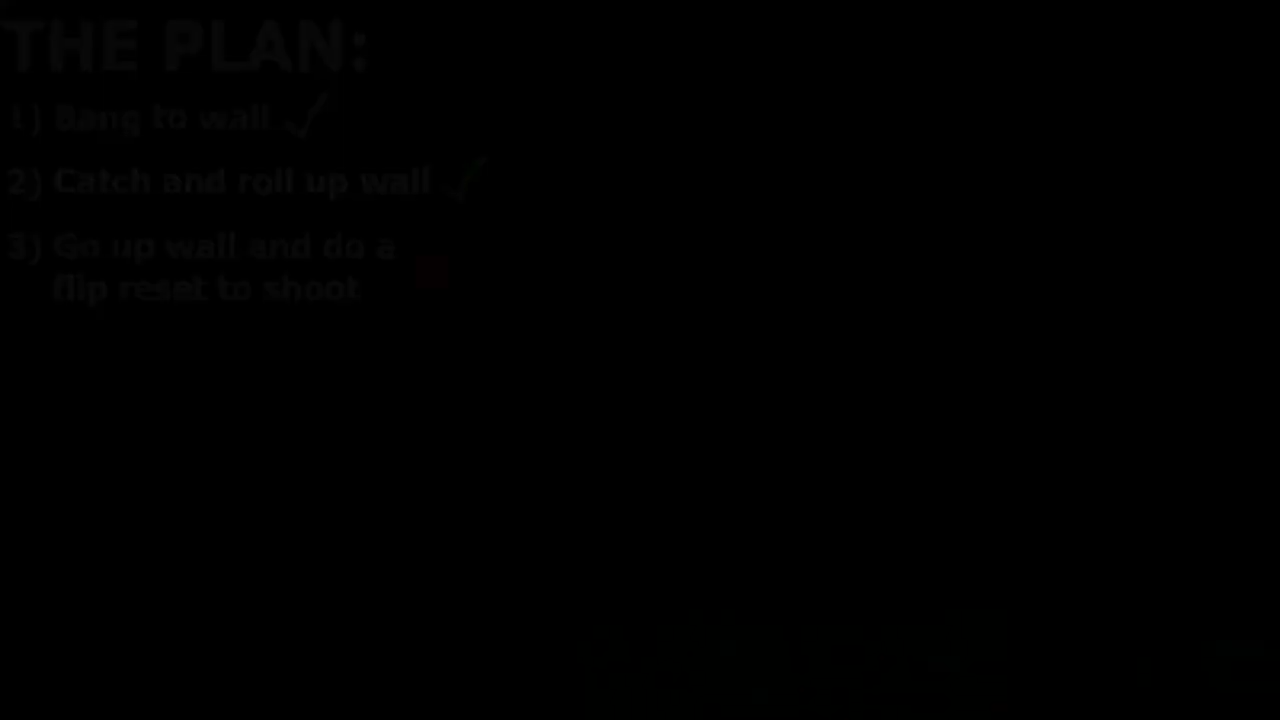 THE PLAN:
1) Bang to wall ✓
2) Catch and roll up wall ✓
3) Go up wall and do a
flip reset to shoot